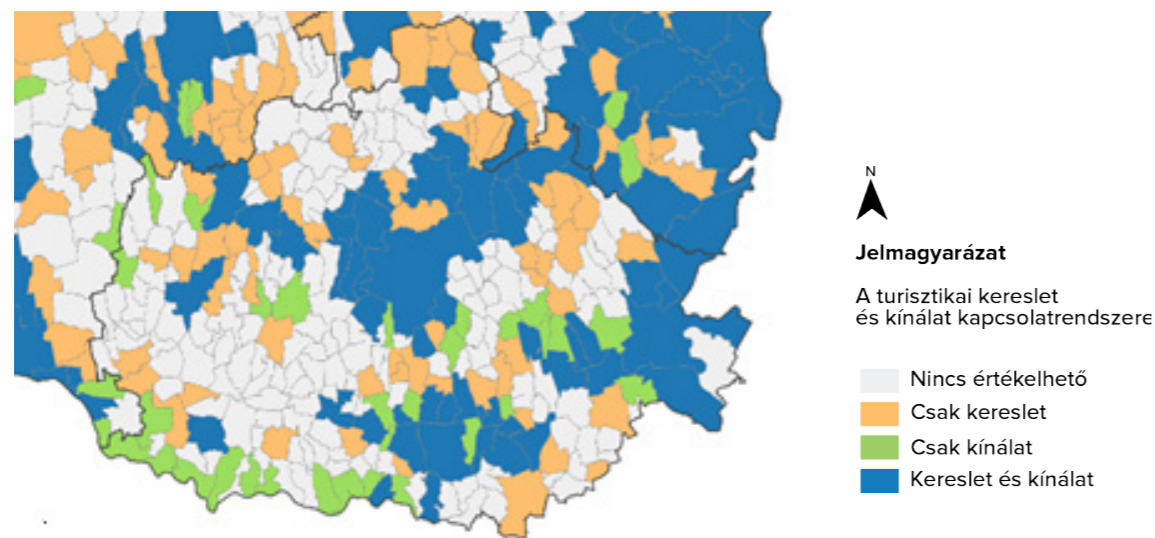 N
Jelmagyarázat
A turisztikai kereslet
és kínálat kapcsolatrendszere
Nincs értékelhető
Csak kereslet
Csak kínálat
Kereslet és kínálat